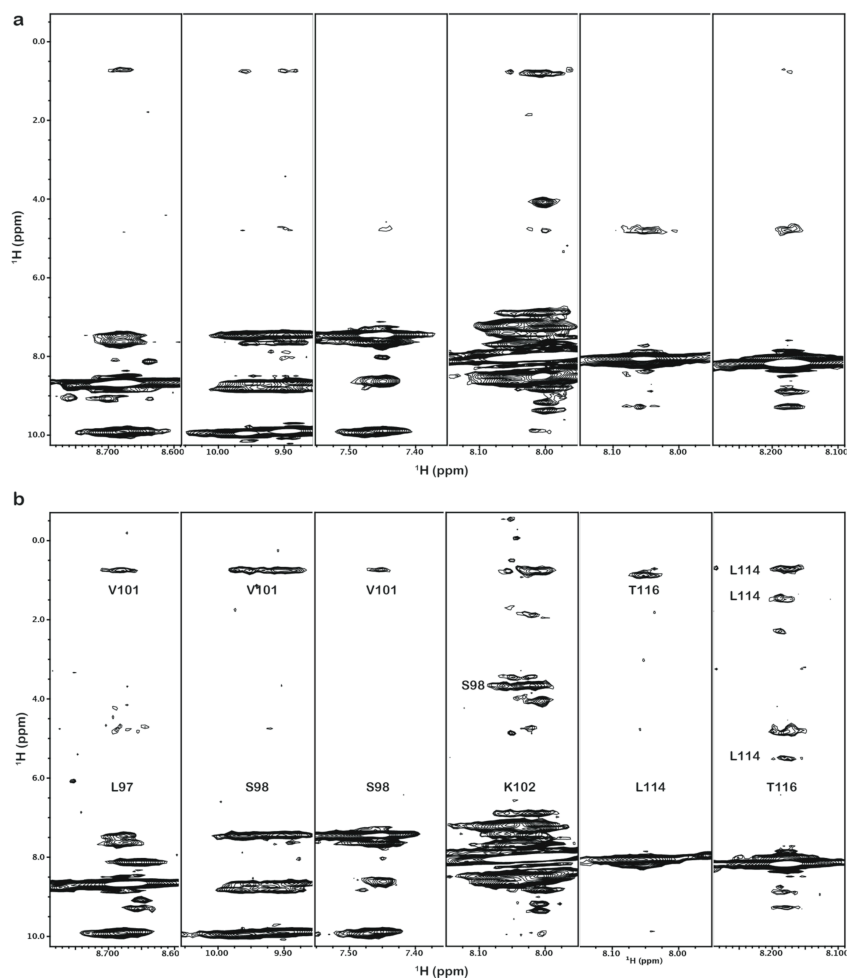 a
0.0
2.0
4.0
6.0
8.0
10.0
¹H (ppm)
8.700 8.600 10.00 9.90 7.50 7.40 8.10 8.00 8.10 8.00 8.200 8.100
¹H (ppm)
b
0.0
2.0
4.0
6.0
8.0
10.0
¹H (ppm)
V101 V101 V101 T116 L114
L114
S98
L114
L97 S98 S98 K102 L114 T116
8.700 8.600 10.00 9.90 7.50 7.40 8.10 8.00 8.10 8.00 8.200 8.100
¹H (ppm)
¹H (ppm)